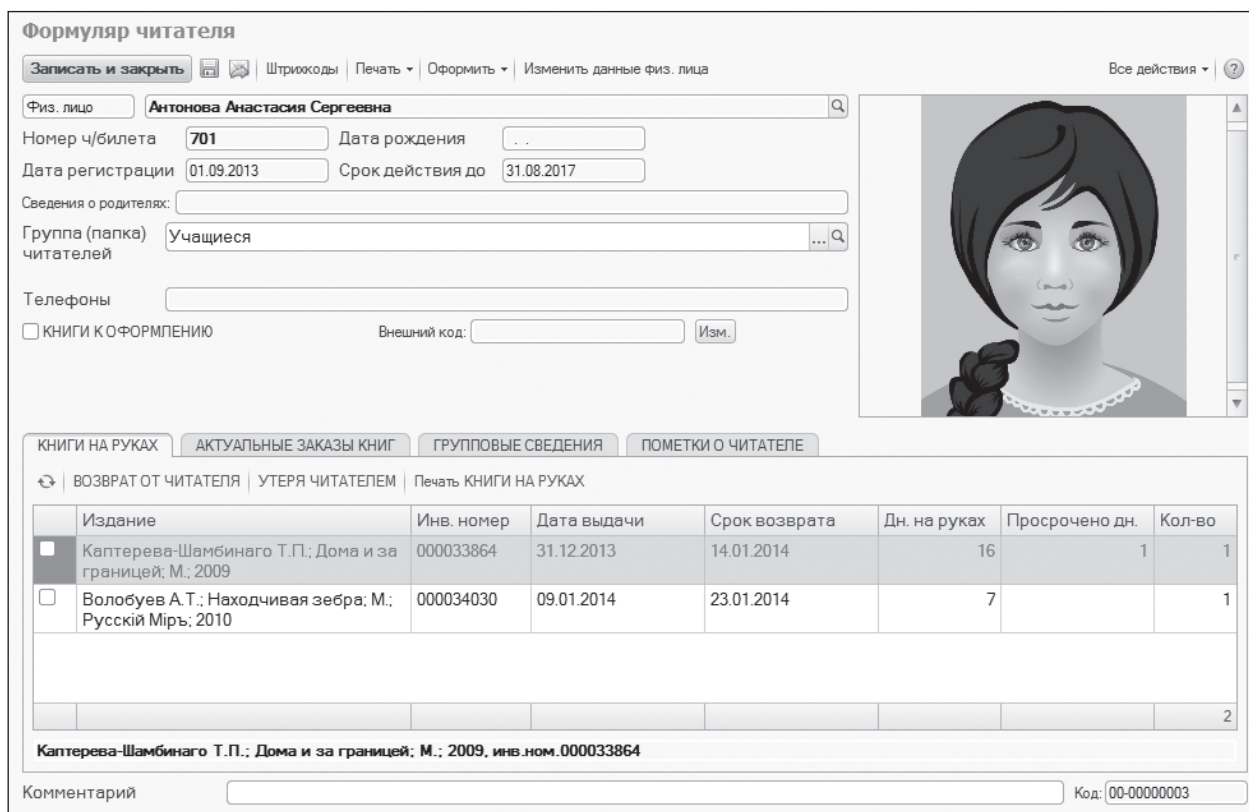 Формуляр читателя
Записать и закрыть Штрихкоды Печать Оформить Изменить данные физ. лица Все действия ?
Физ. лицо Антонова Анастасия Сергеевна
Номер ч/билета 701 Дата рождения . .
Дата регистрации 01.09.2013 Срок действия до 31.08.2017
Сведения о родителях:
Группа (папка) Учащиеся ...
читателей
Телефоны
КНИГИ К ОФОРМЛЕНИЮ Внешний код: Изм.
КНИГИ НА РУКАХ АКТУАЛЬНЫЕ ЗАКАЗЫ КНИГ ГРУППОВЫЕ СВЕДЕНИЯ ПОМЕТКИ О ЧИТАТЕЛЕ
ВОЗВРАТ ОТ ЧИТАТЕЛЯ УТЕРЯ ЧИТАТЕЛЕМ Печать КНИГИ НА РУКАХ
Издание Инв. номер Дата выдачи Срок возврата Дн. на руках Просрочено дн. Кол-во
Каптерева-Шамбинаго Т.П.; Дома и за 000033864 31.12.2013 14.01.2014 16 1 1
границей; М.; 2009
Волобуев А.Т.; Находчивая зебра; М.; 000034030 09.01.2014 23.01.2014 7 1
Русскiй Мiръ; 2010
2
Каптерева-Шамбинаго Т.П.; Дома и за границей; М.; 2009, инв.ном.000033864
Комментарий Код: 00-00000003